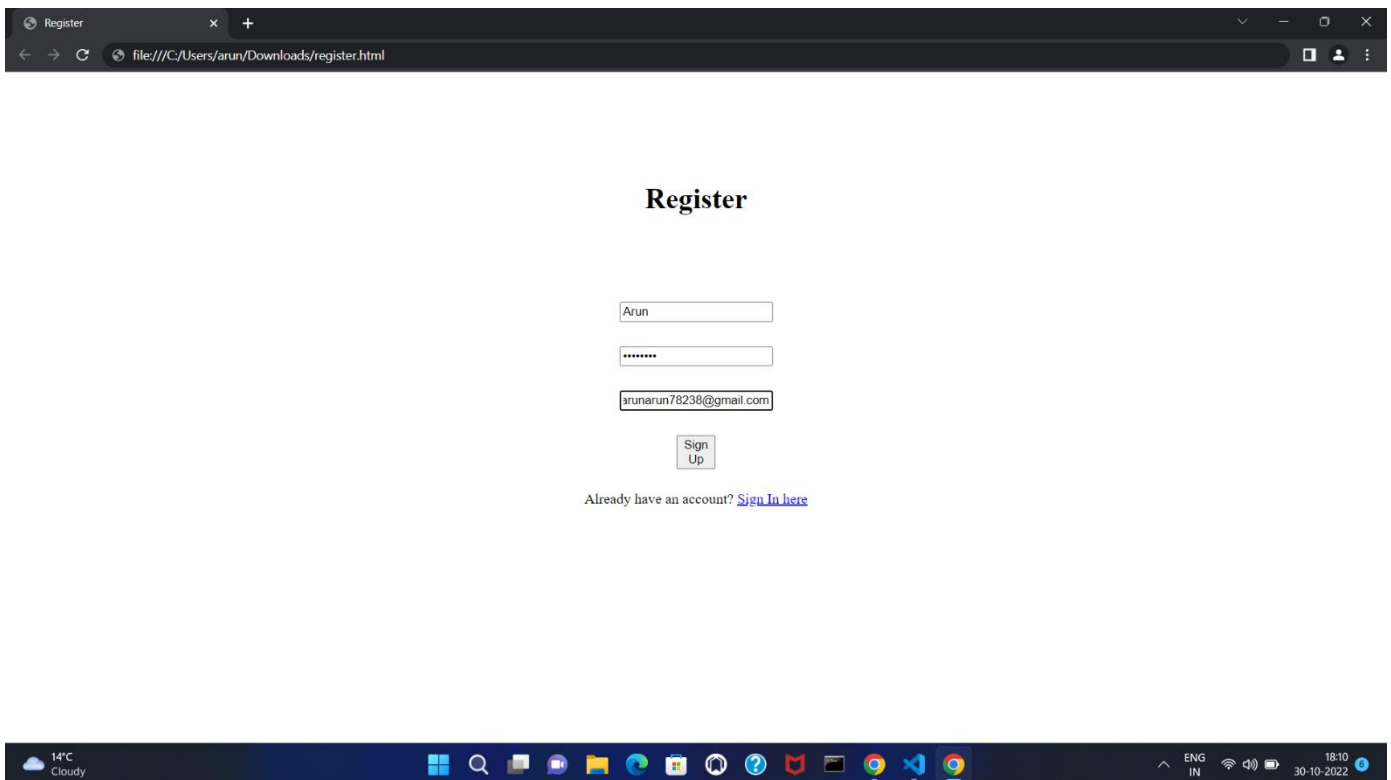 Register
file:///C:/Users/arun/Downloads/register.html
Register
Arun
••••••••
arunarun78238@gmail.com
Sign
Up
Already have an account? Sign In here
14°C
Cloudy
ENG
IN
18:10
30-10-2022
6